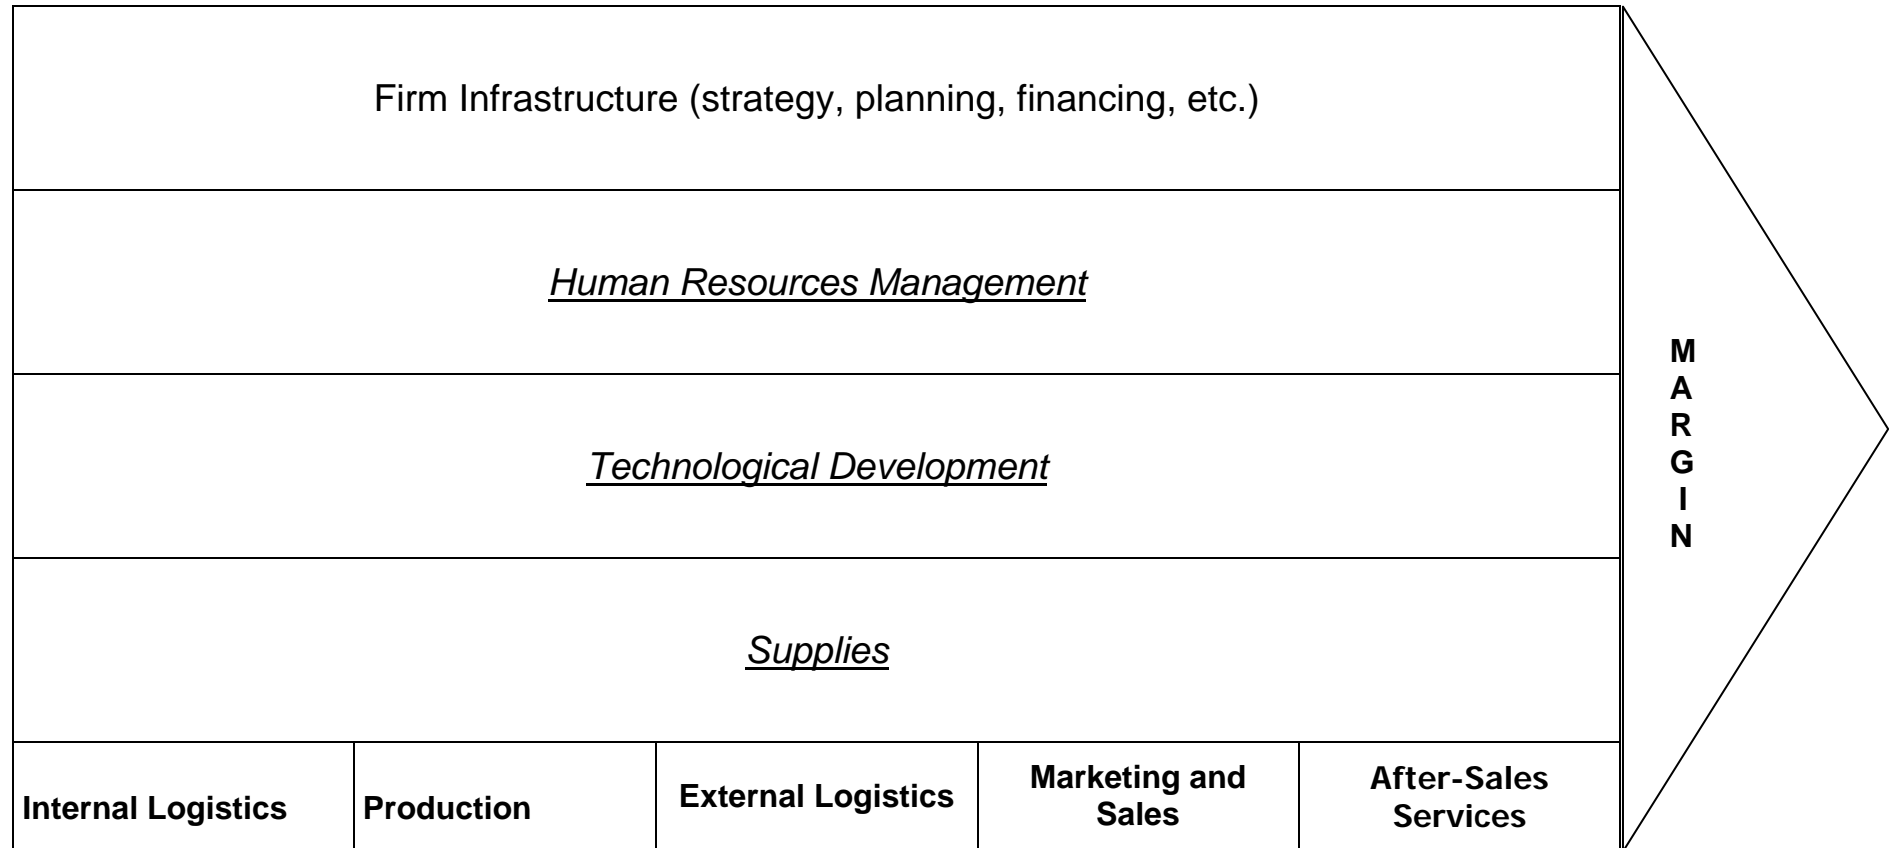 Firm Infrastructure (strategy, planning, financing, etc.)
Human Resources Management
Technological Development
Supplies
Internal Logistics
Production
External Logistics
Marketing and
Sales
After-Sales
Services
M
A
R
G
I
N